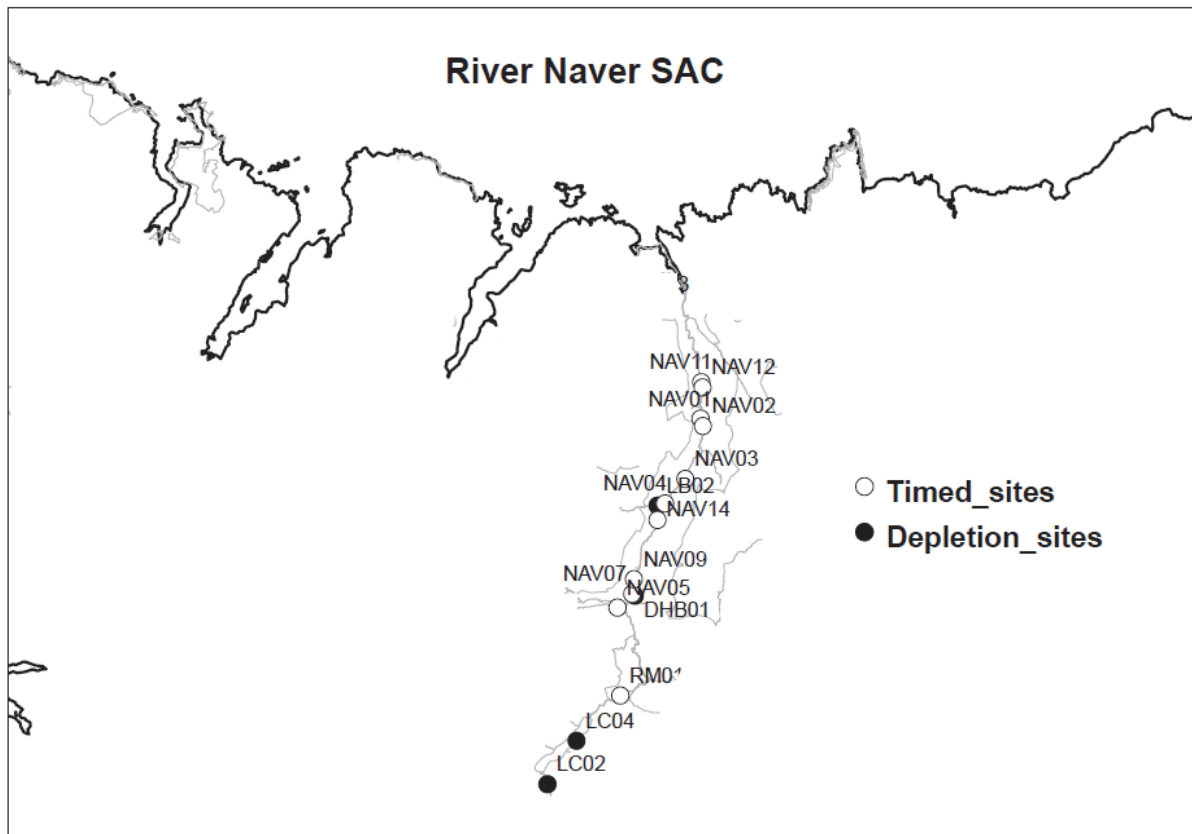 River Naver SAC
NAV11
NAV12
NAV01
NAV02
NAV03
NAV04
LB02
NAV14
NAV09
NAV07
NAV05
DHB01
LC04
LC02
Timed_sites
Depletion_sites